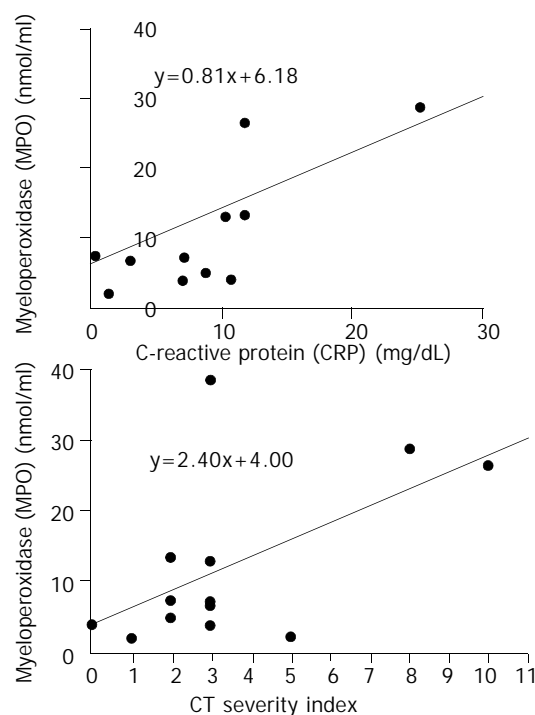 Myeloperoxidase (MPO) (nmol/ml)
40
y=0.81x+6.18
30
20
10
0
0 10 20 30
C-reactive protein (CRP) (mg/dL)
Myeloperoxidase (MPO) (nmol/ml)
40
30
y=2.40x+4.00
20
10
0
0 1 2 3 4 5 6 7 8 9 10 11
CT severity index